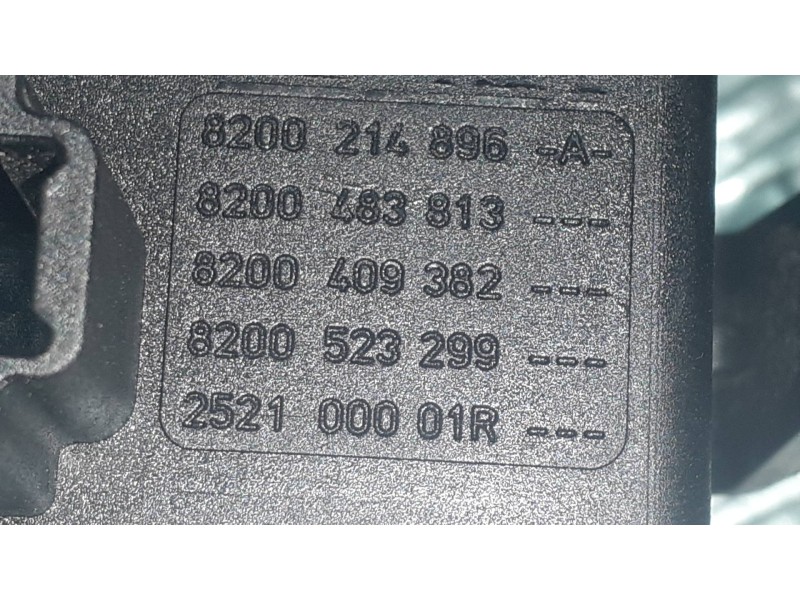 8200 214 896 -A-
8200 483 813 ---
8200 409 382 ---
8200 523 299 ---
2521 000 01R ---